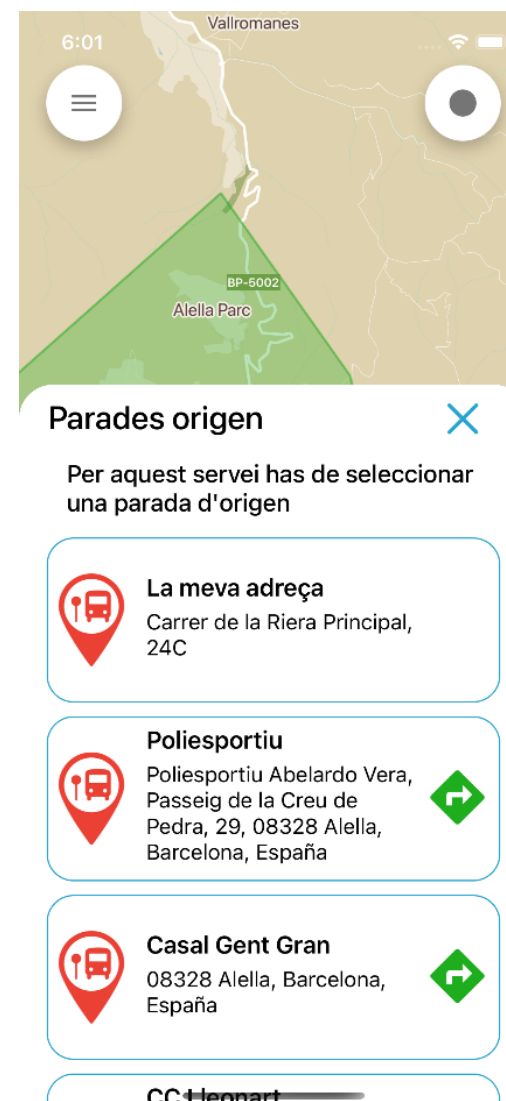 Vallromanes
6:01
BP-5002
Alella Parc
Parades origen
Per aquest servei has de seleccionar
una parada d'origen
La meva adreça
Carrer de la Riera Principal,
24C
Poliesportiu
Poliesportiu Abelardo Vera,
Passeig de la Creu de
Pedra, 29, 08328 Alella,
Barcelona, España
Casal Gent Gran
08328 Alella, Barcelona,
España
CC Lleonart